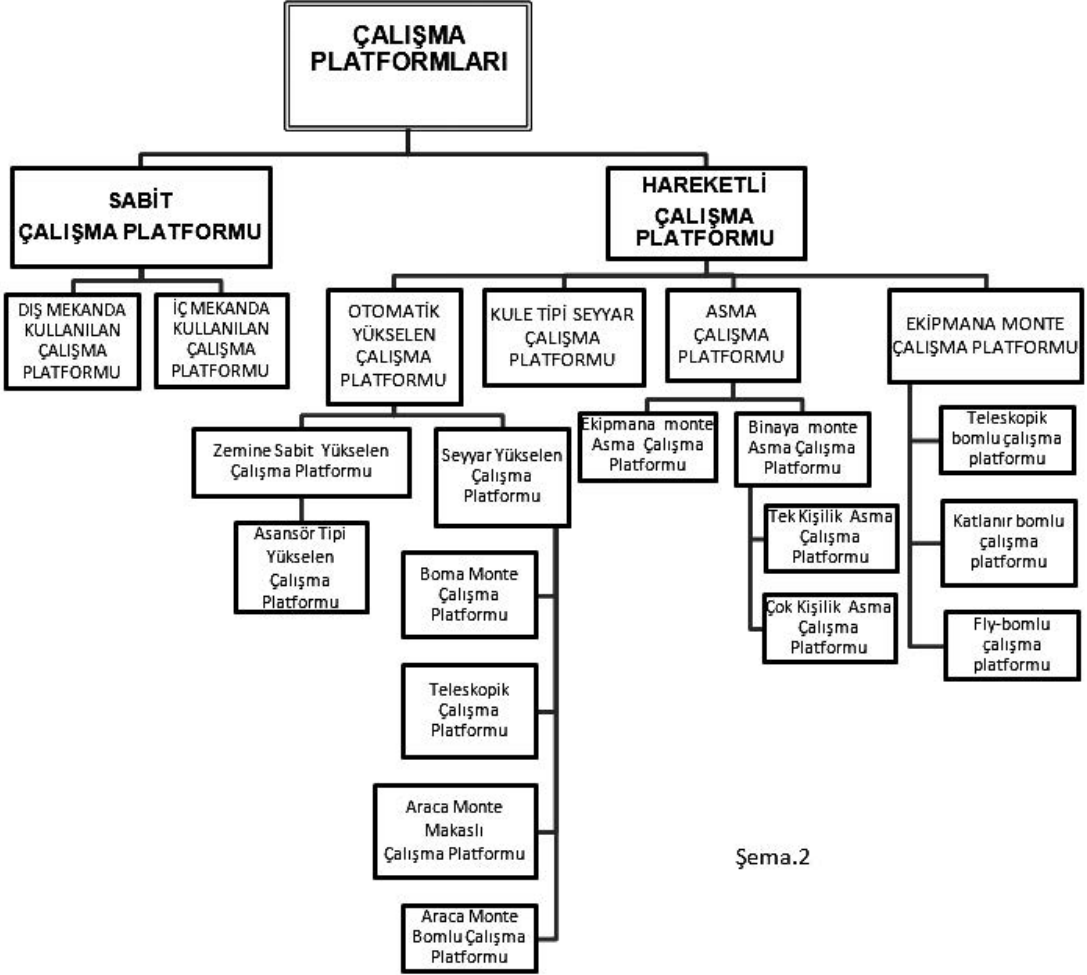 ÇALIŞMA
PLATFORMLARI
SABİT
ÇALIŞMA PLATFORMU
HAREKETLİ
ÇALIŞMA
PLATFORMU
DIŞ MEKANDA
KULLANILAN
ÇALIŞMA
PLATFORMU
İÇ MEKANDA
KULLANILAN
ÇALIŞMA
PLATFORMU
OTOMATİK
YÜKSELEN
ÇALIŞMA
PLATFORMU
KULE TİPİ SEYYAR
ÇALIŞMA
PLATFORMU
ASMA
ÇALIŞMA
PLATFORMU
EKİPMANA MONTE
ÇALIŞMA PLATFORMU
Zemine Sabit Yükselen
Çalışma Platformu
Seyyar Yükselen
Çalışma
Platformu
Ekipmana monte
Asma Çalışma
Platformu
Binaya monte
Asma Çalışma
Platformu
Teleskopik
bomlu çalışma
platformu
Asansör Tipi
Yükselen
Çalışma
Platformu
Tek Kişilik Asma
Çalışma
Platformu
Katlanır bomlu
çalışma
platformu
Boma Monte
Çalışma
Platformu
Çok Kişilik Asma
Çalışma
Platformu
Fly-bomlu
çalışma
platformu
Teleskopik
Çalışma
Platformu
Araca Monte
Makaslı
Çalışma Platformu
Araca Monte
Bomlu Çalışma
Platformu
Şema.2